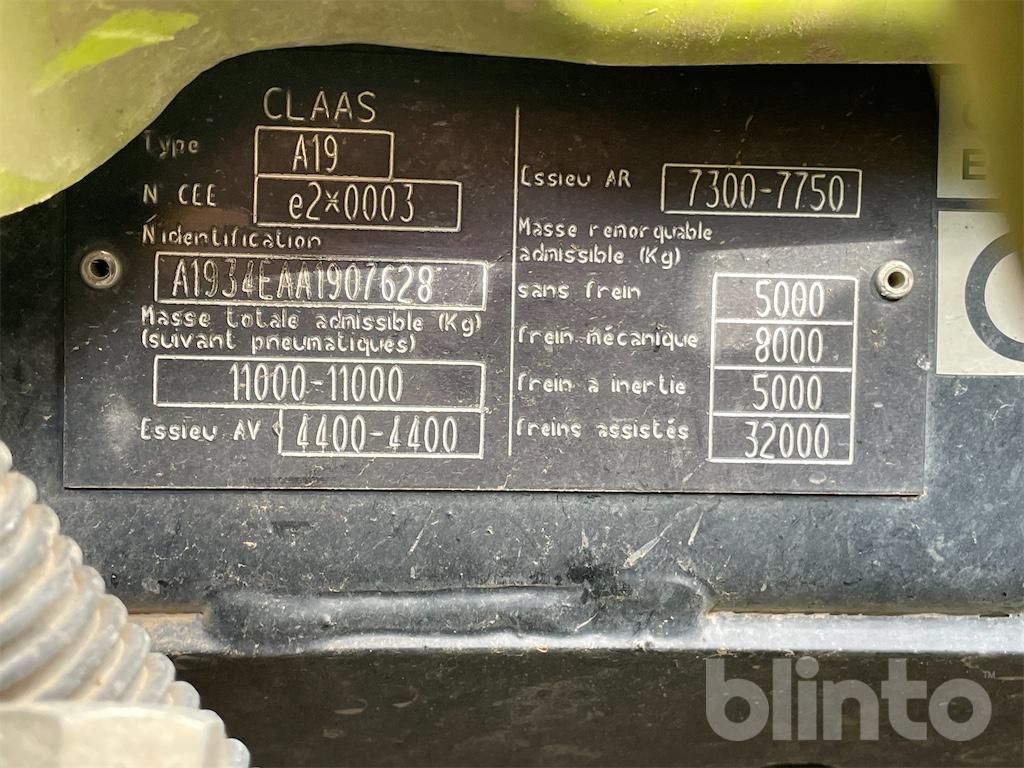 CLAAS
Type A19
N CEE e2*0003
N identification
A1934EAA1907628
Masse totale admissible (Kg)
(suivant pneumatiques)
11000-11000
Essieu AV 4400-4400
Essieu AR 7300-7750
Masse remorquable
admissible (Kg)
sans frein 5000
frein mécanique 8000
frein a inertie 5000
freins assistés 32000
blinto™